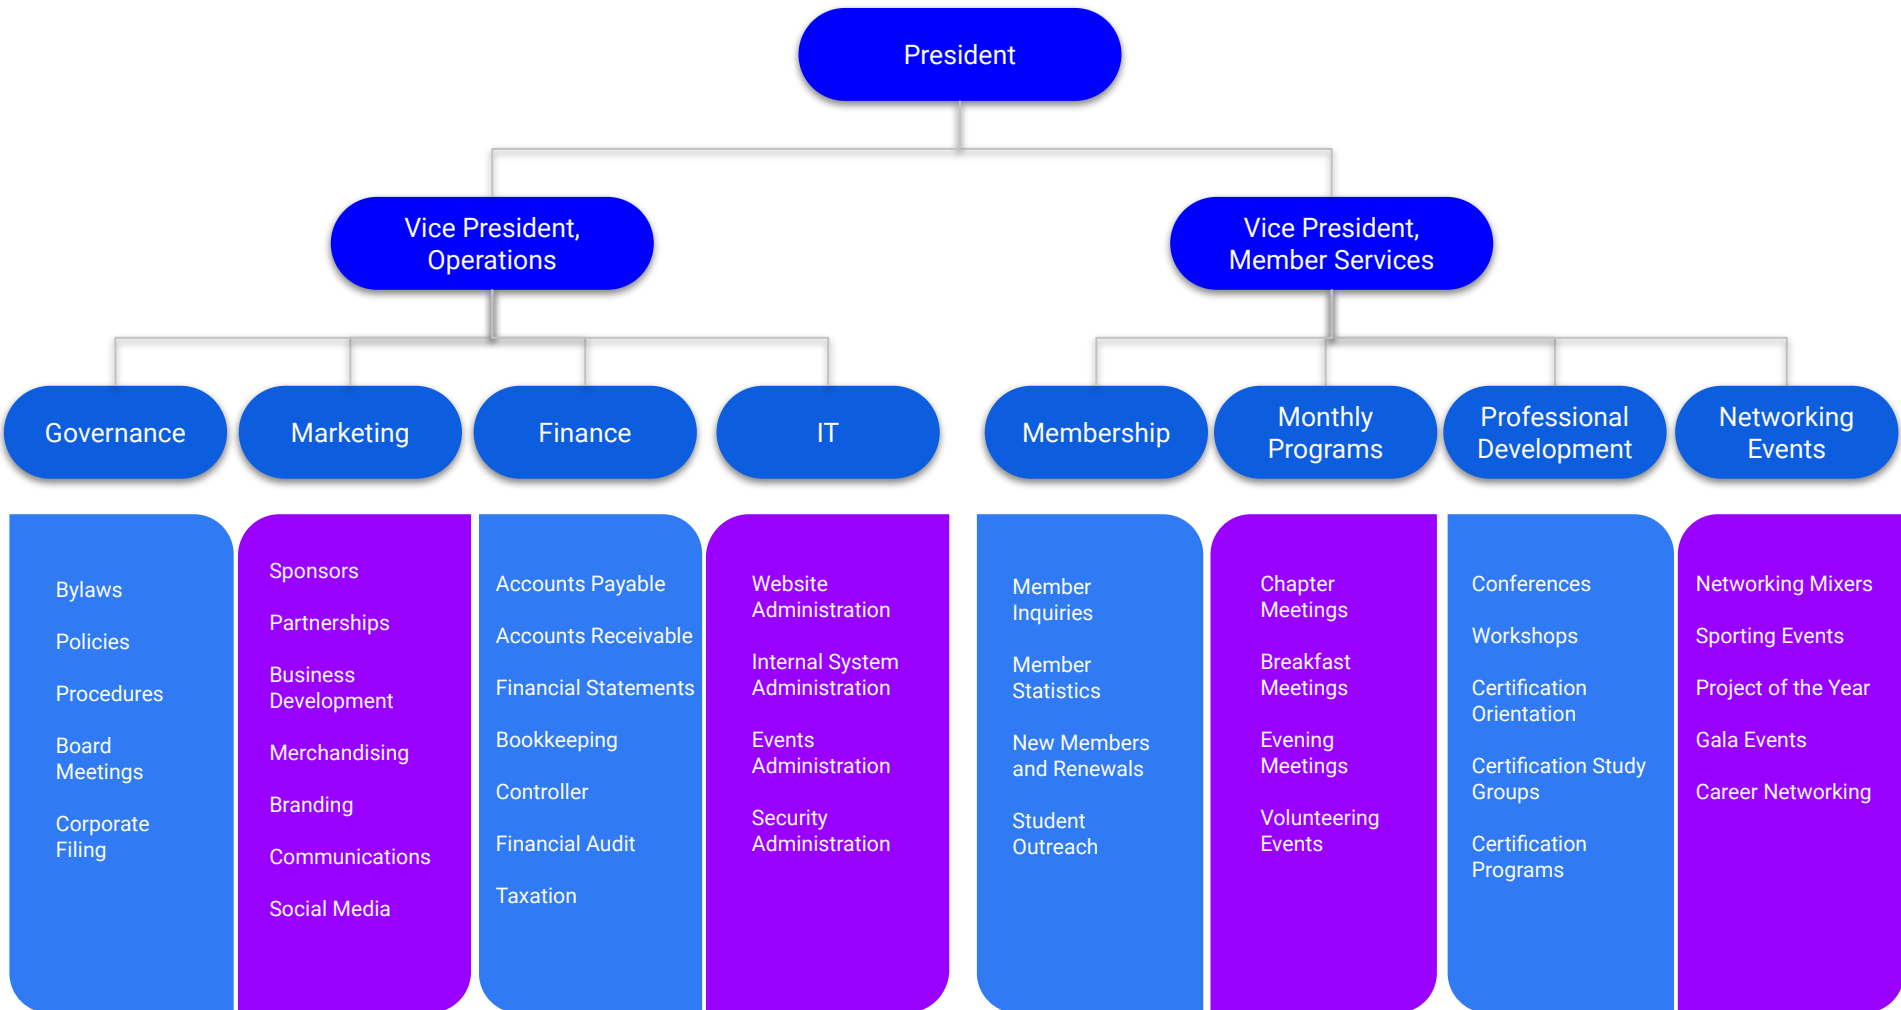 President
Vice President,
Operations
Vice President,
Member Services
Governance
Marketing
Finance
IT
Membership
Monthly
Programs
Professional
Development
Networking
Events
Bylaws
Policies
Procedures
Board
Meetings
Corporate
Filing
Sponsors
Partnerships
Business
Development
Merchandising
Branding
Communications
Social Media
Accounts Payable
Accounts Receivable
Financial Statements
Bookkeeping
Controller
Financial Audit
Taxation
Website
Administration
Internal System
Administration
Events
Administration
Security
Administration
Member
Inquiries
Member
Statistics
New Members
and Renewals
Student
Outreach
Chapter
Meetings
Breakfast
Meetings
Evening
Meetings
Volunteering
Events
Conferences
Workshops
Certification
Orientation
Certification Study
Groups
Certification
Programs
Networking Mixers
Sporting Events
Project of the Year
Gala Events
Career Networking